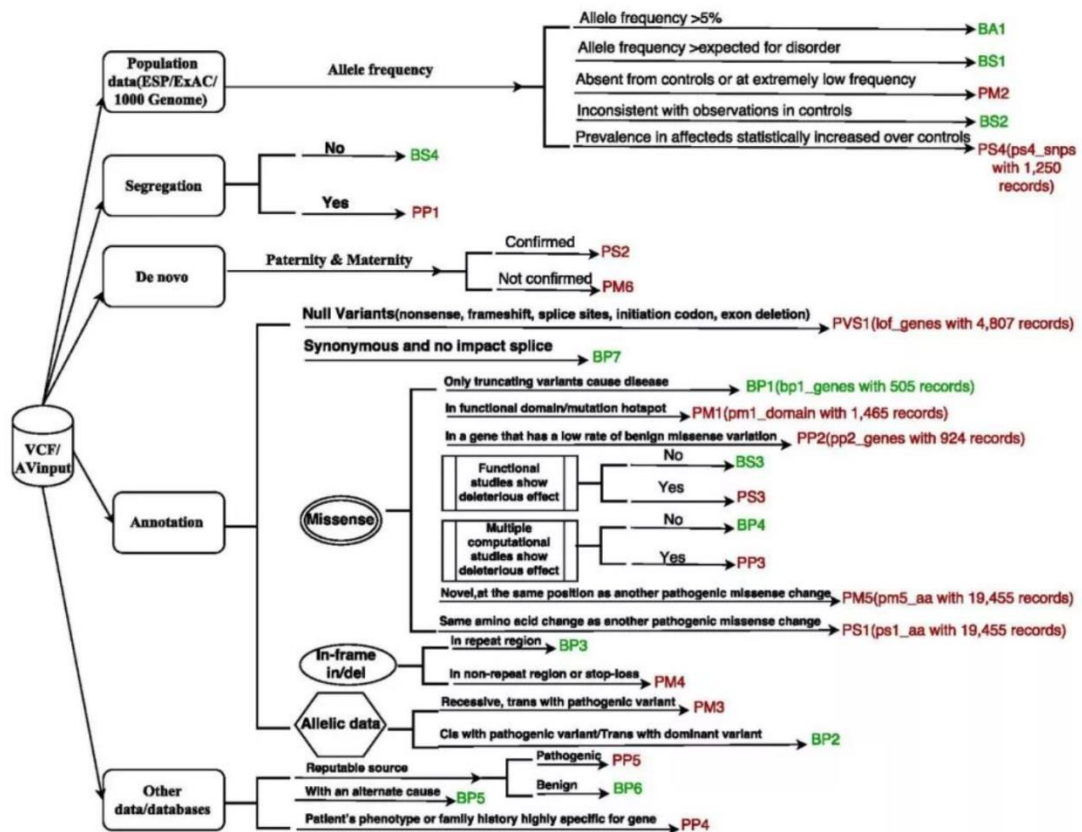 Population
data(ESP/ExAC/
1000 Genome)
Allele frequency
Allele frequency >5%
BA1
Allele frequency >expected for disorder
BS1
Absent from controls or at extremely low frequency
PM2
Inconsistent with observations in controls
BS2
Prevalence in affecteds statistically increased over controls
PS4(ps4_snps
with 1,250
records)
Segregation
No
BS4
Yes
PP1
De novo
Paternity & Maternity
Confirmed
PS2
Not confirmed
PM6
VCF/
AVinput
Annotation
Null Variants(nonsense, frameshift, splice sites, initiation codon, exon deletion)
PVS1(lof_genes with 4,807 records)
Synonymous and no impact splice
BP7
Missense
Only truncating variants cause disease
BP1(bp1_genes with 505 records)
In functional domain/mutation hotspot
PM1(pm1_domain with 1,465 records)
In a gene that has a low rate of benign missense variation
PP2(pp2_genes with 924 records)
Functional
studies show
deleterious effect
No
BS3
Yes
PS3
Multiple
computational
studies show
deleterious effect
No
BP4
Yes
PP3
Novel,at the same position as another pathogenic missense change
PM5(pm5_aa with 19,455 records)
Same amino acid change as another pathogenic missense change
PS1(ps1_aa with 19,455 records)
In-frame
in/del
In repeat region
BP3
In non-repeat region or stop-loss
PM4
Allelic data
Recessive, trans with pathogenic variant
PM3
Cis with pathogenic variant/Trans with dominant variant
BP2
Other
data/databases
Reputable source
Pathogenic
PP5
Benign
BP6
With an alternate cause
BP5
Patient's phenotype or family history highly specific for gene
PP4